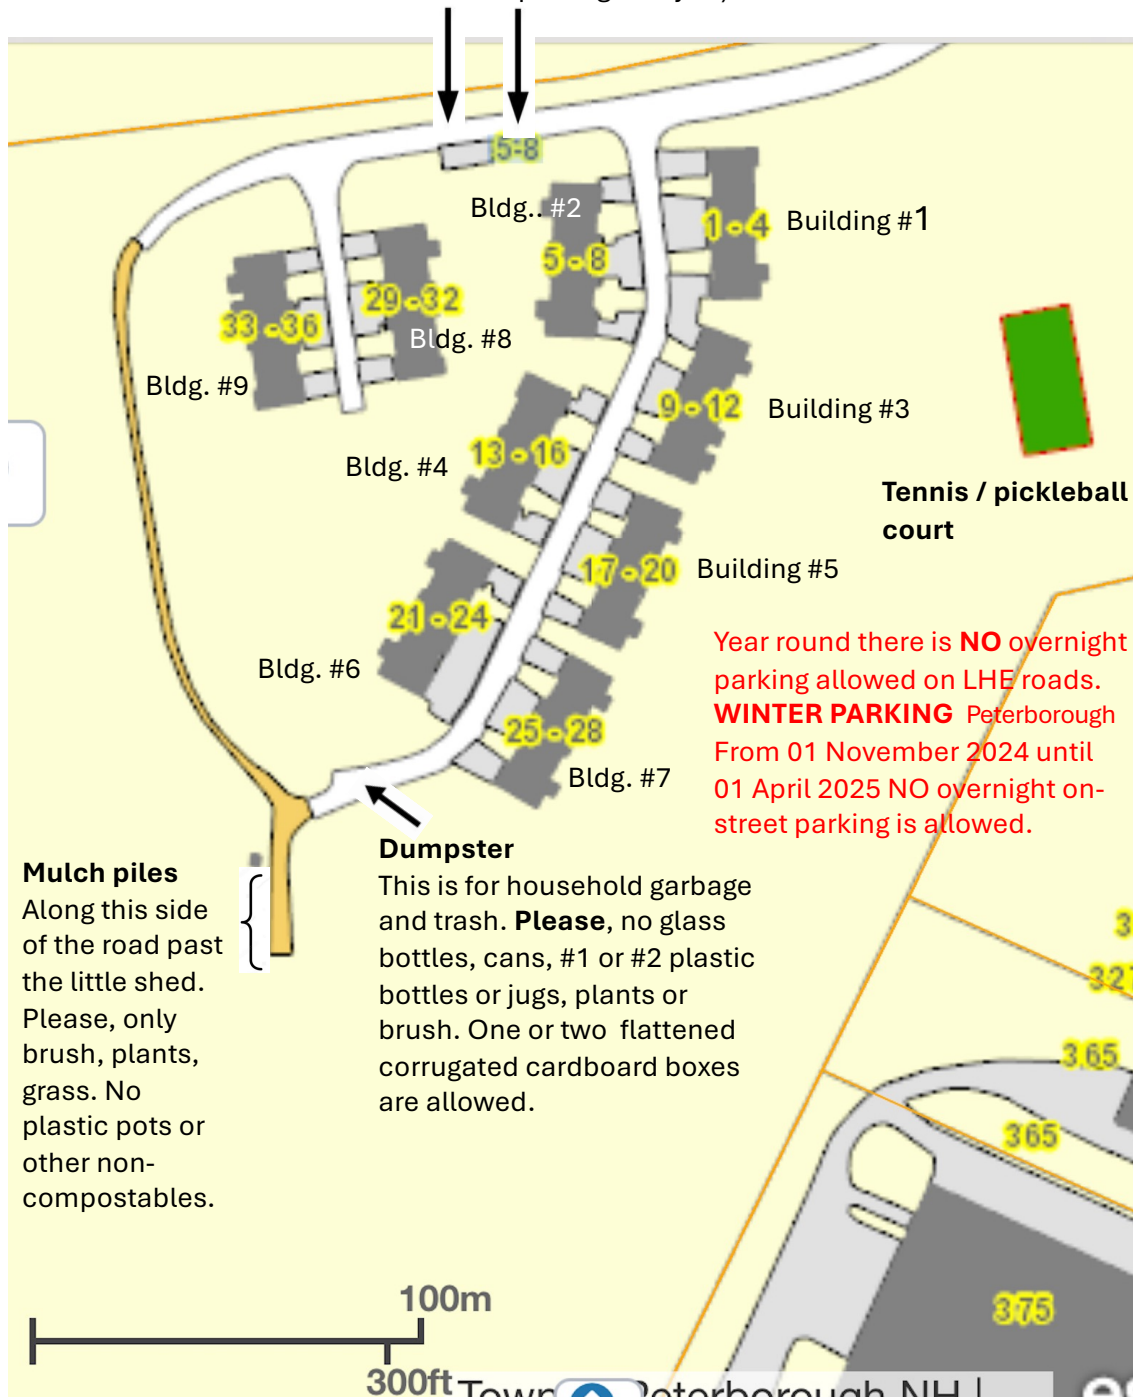 5-8
Bldg.. #2
1-4 Building #1
5-8
29-32
33-36
Bldg. #8
Bldg. #9
9-12 Building #3
13-16
Bldg. #4
Tennis / pickleball
court
17-20 Building #5
21-24
Bldg. #6
Year round there is NO overnight
parking allowed on LHE roads.
WINTER PARKING Peterborough
From 01 November 2024 until
01 April 2025 NO overnight on-
street parking is allowed.
25-28
Bldg. #7
Dumpster
This is for household garbage
and trash. Please, no glass
bottles, cans, #1 or #2 plastic
bottles or jugs, plants or
brush. One or two flattened
corrugated cardboard boxes
are allowed.
Mulch piles
Along this side
of the road past
the little shed.
Please, only
brush, plants,
grass. No
plastic pots or
other non-
compostables.
365
365
375
100m
300ft
Peterborough NH |